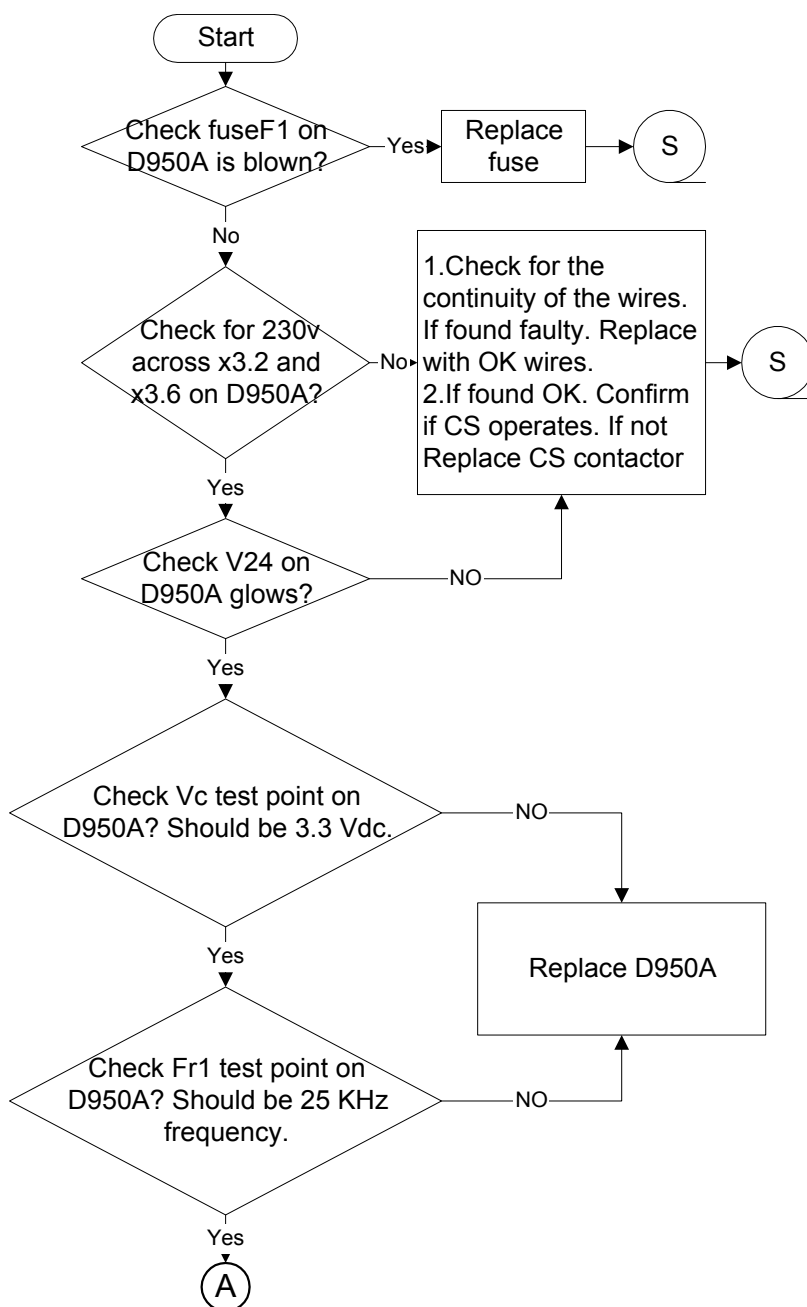 Start
Check fuseF1 on
D950A is blown?
Yes
Replace
fuse
S
No
Check for 230v
across x3.2 and
x3.6 on D950A?
No
1.Check for the
continuity of the wires.
If found faulty. Replace
with OK wires.
2.If found OK. Confirm
if CS operates. If not
Replace CS contactor
S
Yes
Check V24 on
D950A glows?
NO
Yes
Check Vc test point on
D950A? Should be 3.3 Vdc.
NO
Yes
Replace D950A
Check Fr1 test point on
D950A? Should be 25 KHz
frequency.
NO
Yes
A